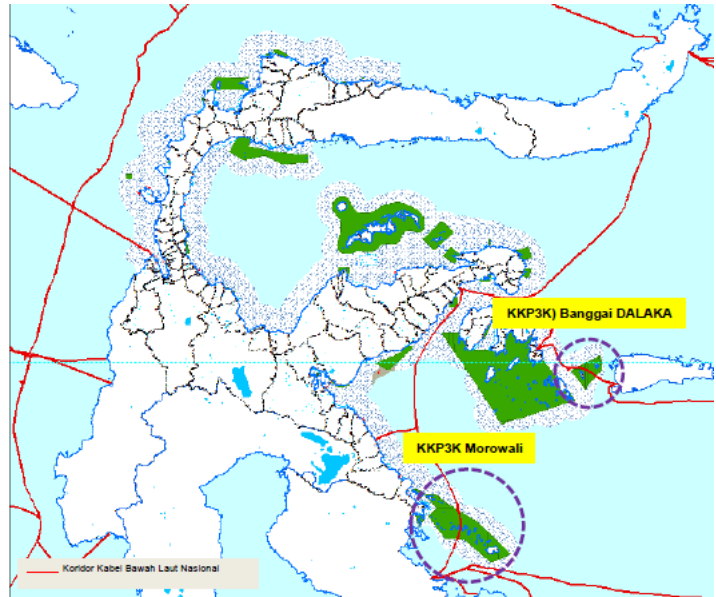 KKP3K) Banggai DALAKA
KKP3K Morowali
Koridor Kabel Bawah Laut Nasional